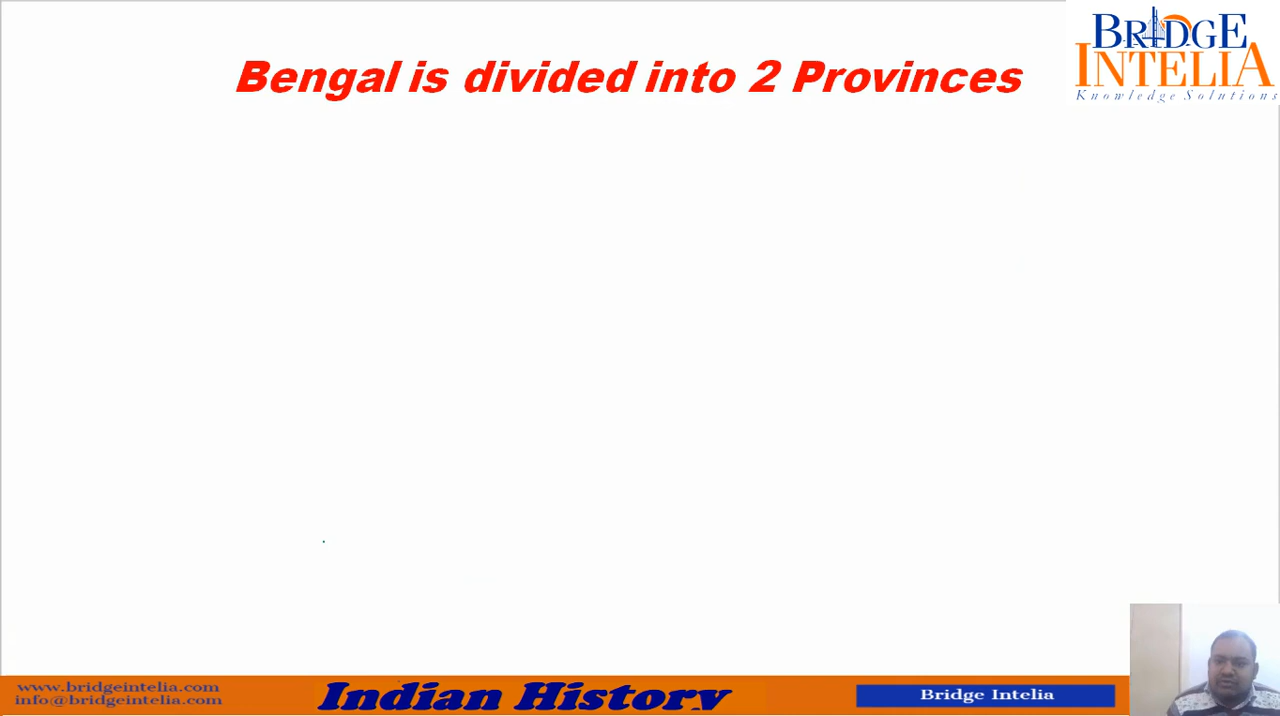 Bengal is divided into 2 Provinces
BRIDGE
INTELIA
Knowledge Solutions
www.bridgeintelia.com
info@bridgeintelia.com
Indian History
Bridge Intelia